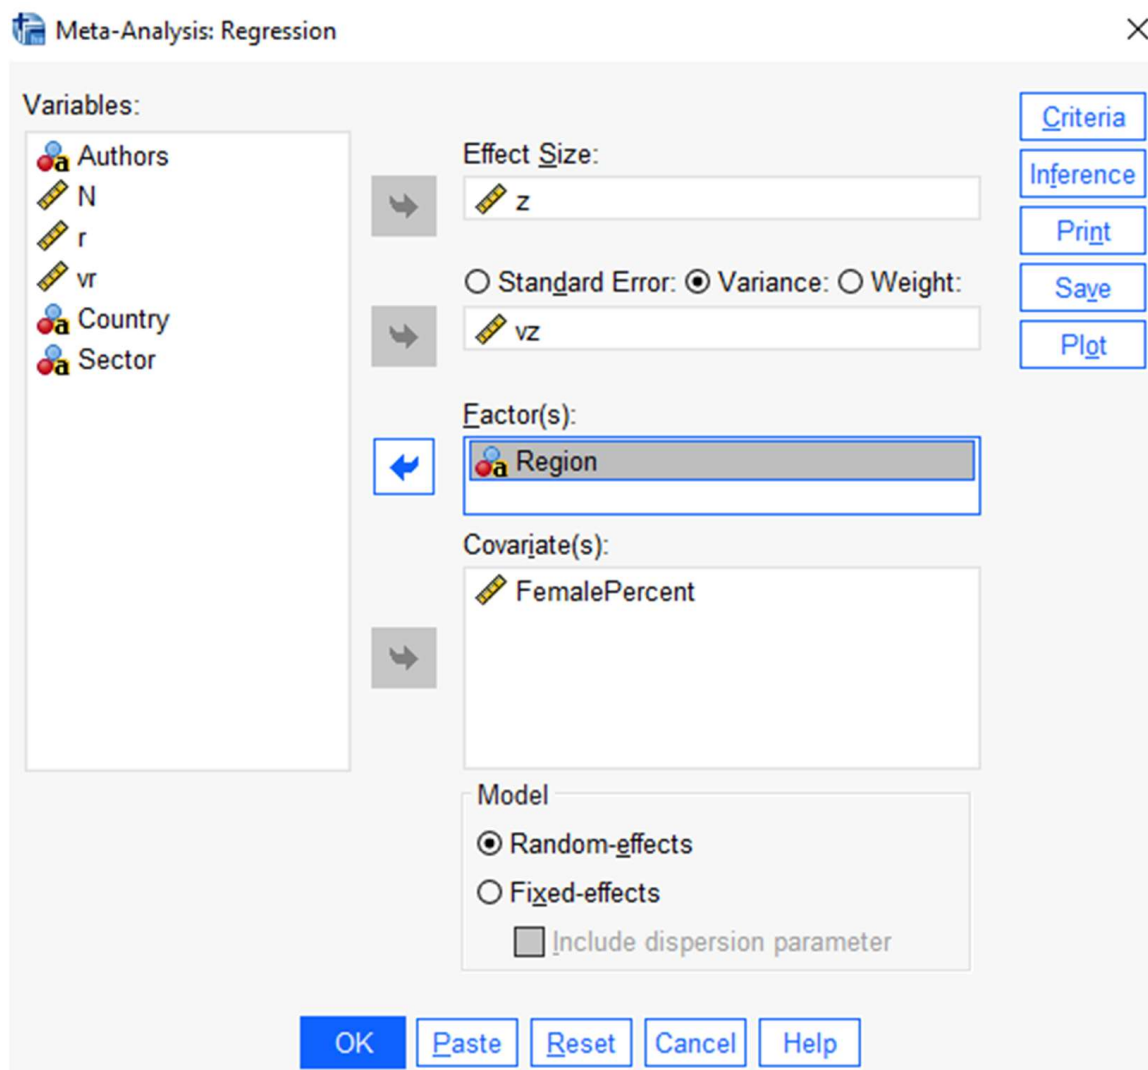 Meta-Analysis: Regression
Variables:
Authors
N
r
vr
Country
Sector
Effect Size:
z
Standard Error: Variance: Weight:
vz
Factor(s):
Region
Covariate(s):
FemalePercent
Model
Random-effects
Fixed-effects
Include dispersion parameter
Criteria
Inference
Print
Save
Plot
OK Paste Reset Cancel Help